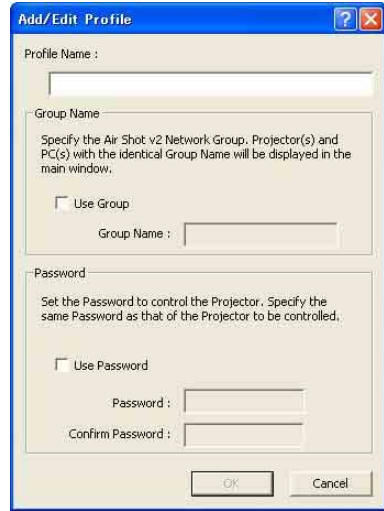 Add/Edit Profile
Profile Name :
Group Name
Specify the Air Shot v2 Network Group. Projector(s) and
PC(s) with the identical Group Name will be displayed in the
main window.
Use Group
Group Name :
Password
Set the Password to control the Projector. Specify the
same Password as that of the Projector to be controlled.
Use Password
Password :
Confirm Password :
OK
Cancel